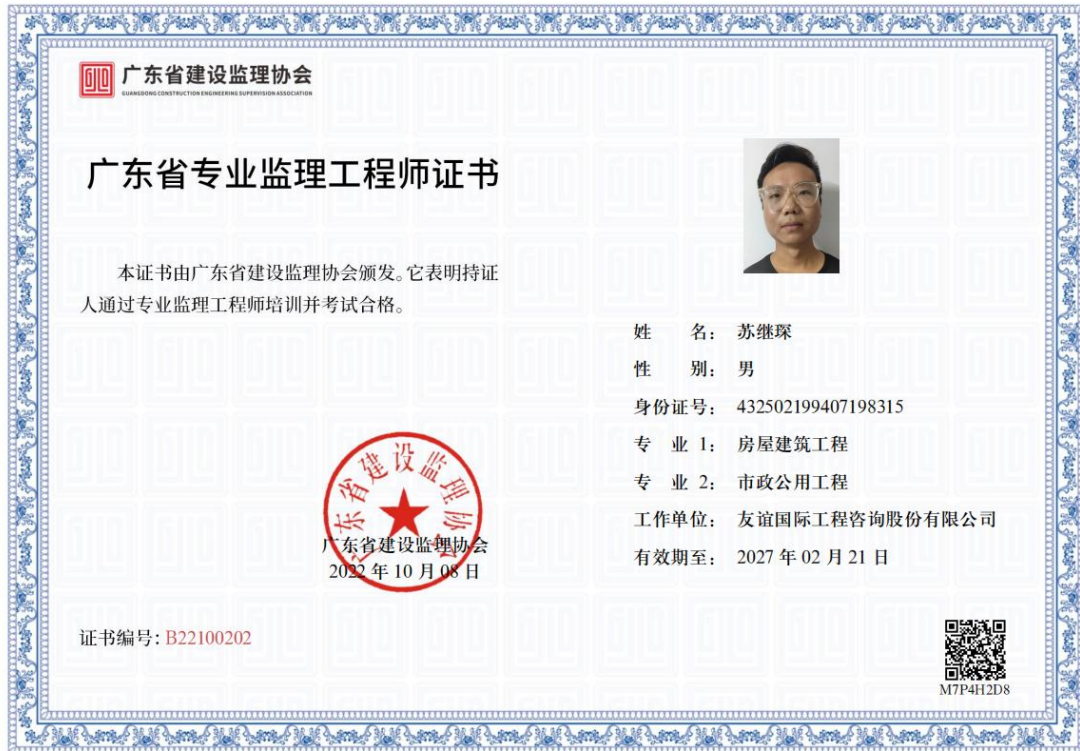 广东省建设监理协会
GUANGDONG CONSTRUCTION ENGINEERING SUPERVISION ASSOCIATION
广东省专业监理工程师证书
本证书由广东省建设监理协会颁发。它表明持证
人通过专业监理工程师培训并考试合格。
姓 名： 苏继琛
性 别： 男
身份证号： 432502199407198315
专 业 1： 房屋建筑工程
专 业 2： 市政公用工程
工作单位： 友谊国际工程咨询股份有限公司
有效期至： 2027 年 02 月 21 日
广东省建设监理协会
广东省建设监理协会
2022 年 10 月 08 日
证书编号：B22100202
M7P4H2D8